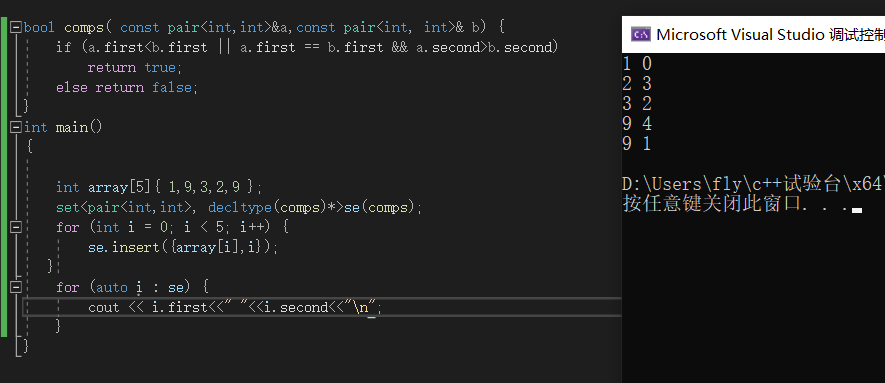 bool comps( const pair<int,int>&a,const pair<int, int>& b) {
if (a.first<b.first || a.first == b.first && a.second>b.second)
return true;
else return false;
}
int main()
{
int array[5]{ 1,9,3,2,9 };
set<pair<int,int>, decltype(comps)*>se(comps);
for (int i = 0; i < 5; i++) {
se.insert({array[i],i});
}
for (auto i : se) {
cout << i.first<<" "<<i.second<<"\n";
}
}
Microsoft Visual Studio 调试控制
1 0
2 3
3 2
9 4
9 1
D:\Users\fly\c++试验台\x64\
按任意键关闭此窗口. . .